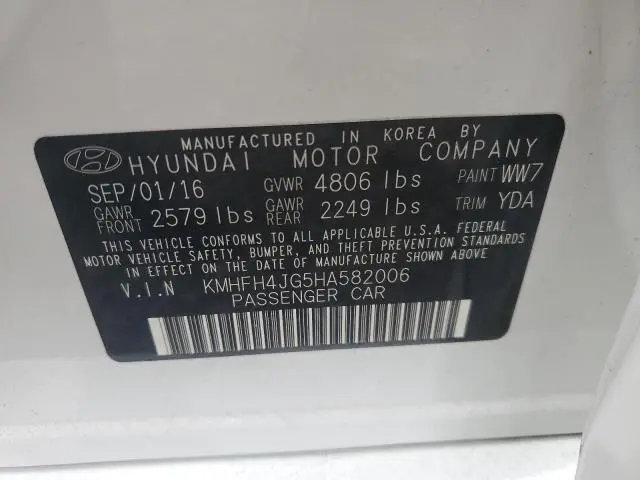 MANUFACTURED IN KOREA BY
HYUNDAI MOTOR COMPANY
SEP/01/16 GVWR 4806 lbs PAINT WW7
GAWR FRONT 2579 lbs GAWR REAR 2249 lbs TRIM YDA
THIS VEHICLE CONFORMS TO ALL APPLICABLE U.S.A. FEDERAL
MOTOR VEHICLE SAFETY, BUMPER, AND THEFT PREVENTION STANDARDS
IN EFFECT ON THE DATE OF MANUFACTURE SHOWN ABOVE.
V.I.N KMHFH4JG5HA582006
PASSENGER CAR